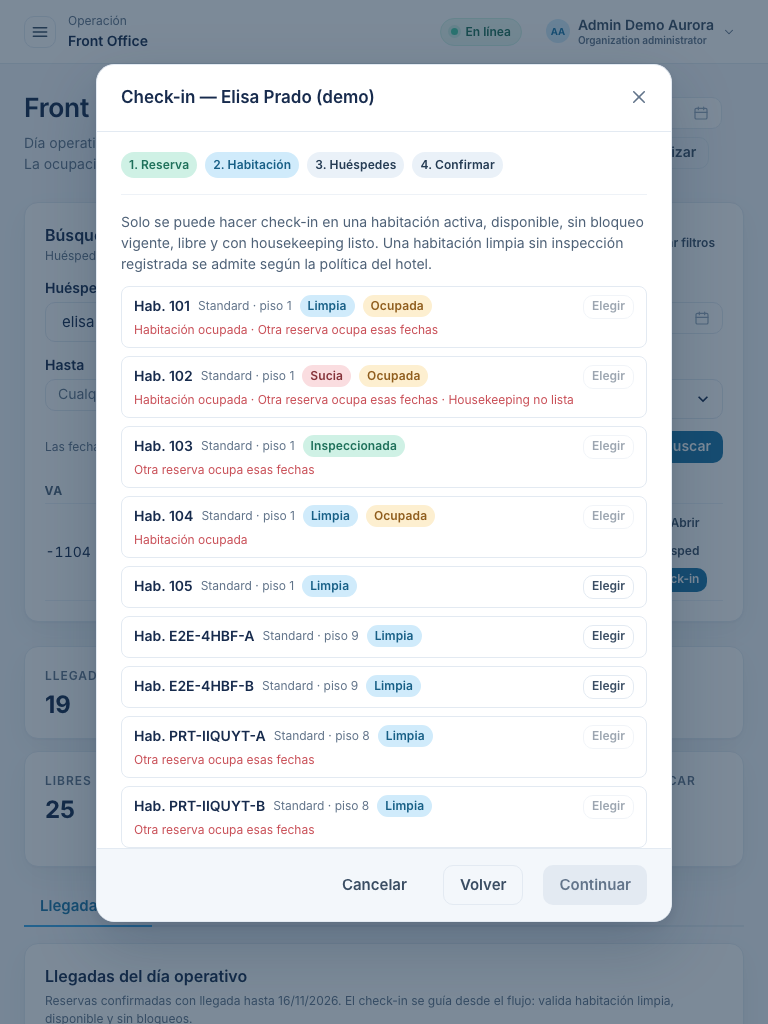 Operación
Front Office
En línea
AA
Admin Demo Aurora
Organization administrator
Check-in — Elisa Prado (demo)
1. Reserva
2. Habitación
3. Huéspedes
4. Confirmar
Solo se puede hacer check-in en una habitación activa, disponible, sin bloqueo
vigente, libre y con housekeeping listo. Una habitación limpia sin inspección
registrada se admite según la política del hotel.
Hab. 101 Standard · piso 1 Limpia Ocupada Elegir
Habitación ocupada · Otra reserva ocupa esas fechas
Hab. 102 Standard · piso 1 Sucia Ocupada Elegir
Habitación ocupada · Otra reserva ocupa esas fechas · Housekeeping no lista
Hab. 103 Standard · piso 1 Inspeccionada Elegir
Otra reserva ocupa esas fechas
Hab. 104 Standard · piso 1 Limpia Ocupada Elegir
Habitación ocupada
Hab. 105 Standard · piso 1 Limpia Elegir
Hab. E2E-4HBF-A Standard · piso 9 Limpia Elegir
Hab. E2E-4HBF-B Standard · piso 9 Limpia Elegir
Hab. PRT-IIQUYT-A Standard · piso 8 Limpia Elegir
Otra reserva ocupa esas fechas
Hab. PRT-IIQUYT-B Standard · piso 8 Limpia Elegir
Otra reserva ocupa esas fechas
Cancelar Volver Continuar
Front
Día operati
La ocupaci
izar
Búsqu
Huésped
r filtros
Huéspe
elisa
Hasta
Cualq
Las fecha
uscar
VA
-1104
Abrir
sped
ck-in
LLEGAD
19
LIBRES
25
CAR
Llegada
Llegadas del día operativo
Reservas confirmadas con llegada hasta 16/11/2026. El check-in se guía desde el flujo: valida habitación limpia,
disponible y sin bloqueos.